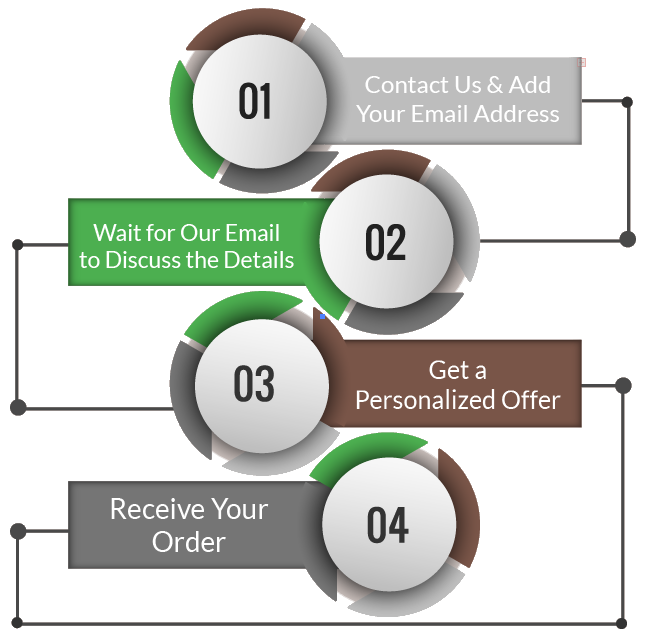 01
Contact Us & Add
Your Email Address
Wait for Our Email
to Discuss the Details
02
03
Get a
Personalized Offer
Receive Your
Order
04